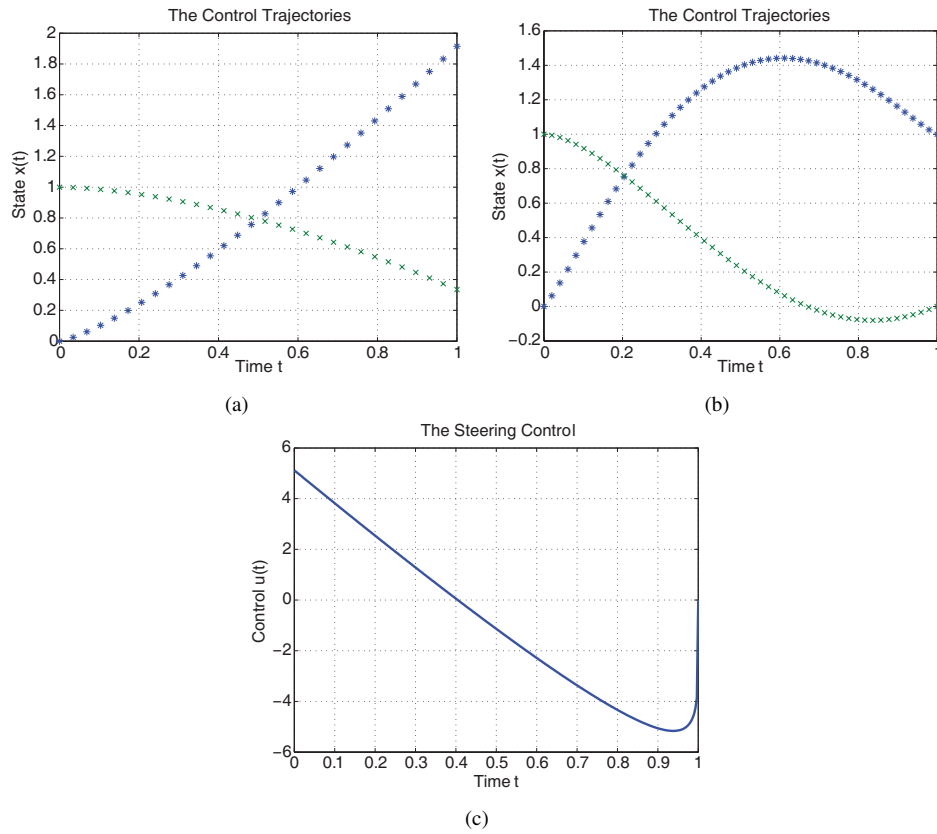 The Control Trajectories
2
1.8
1.6
1.4
1.2
1
0.8
0.6
0.4
0.2
0
State x(t)
0 0.2 0.4 0.6 0.8 1
Time t
(a)
The Control Trajectories
1.6
1.4
1.2
1
0.8
0.6
0.4
0.2
0
−0.2
State x(t)
0 0.2 0.4 0.6 0.8 1
Time t
(b)
The Steering Control
6
4
2
0
−2
−4
−6
Control u(t)
0 0.1 0.2 0.3 0.4 0.5 0.6 0.7 0.8 0.9 1
Time t
(c)